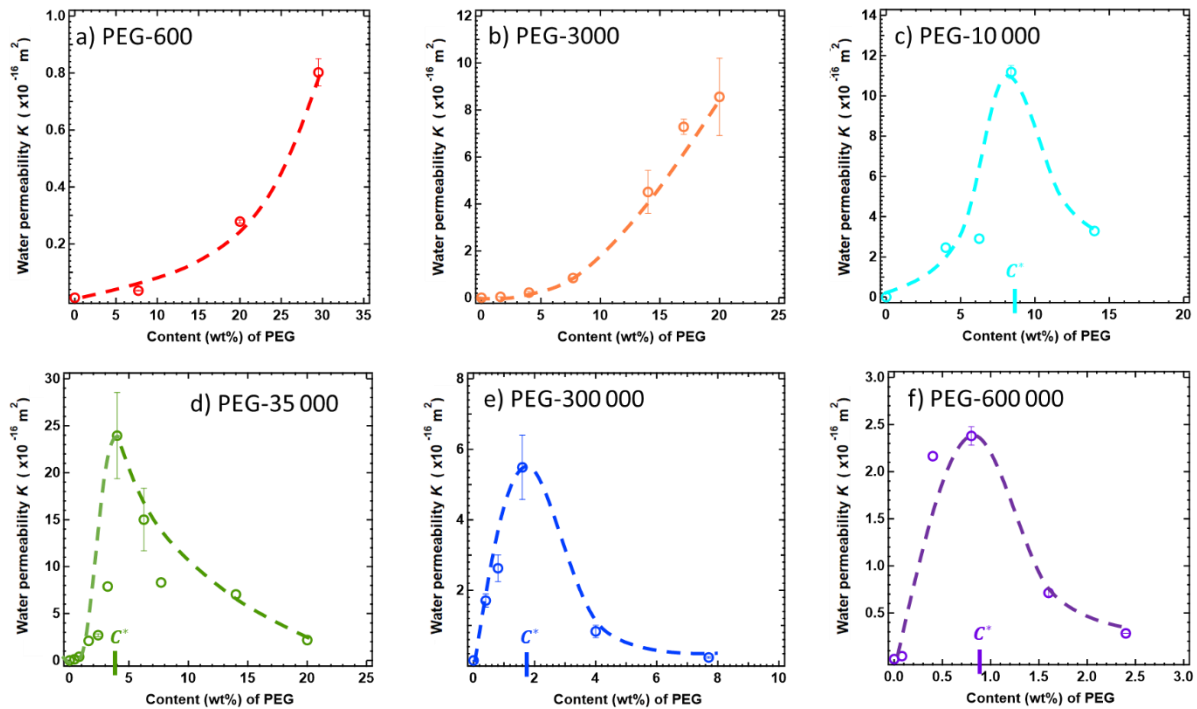 a) PEG-600
Water permeability K ( x10 -16 m2)
1.0
0.8
0.6
0.4
0.2
0 5 10 15 20 25 30 35
Content (wt%) of PEG
b) PEG-3000
Water permeability K ( x10 -16 m2)
12
10
8
6
4
2
0
0 5 10 15 20 25
Content (wt%) of PEG
c) PEG-10 000
Water permeability K ( x10 -16 m2)
14
12
10
8
6
4
2
0
C*
0 5 10 15 20
Content (wt%) of PEG
d) PEG-35 000
Water permeability K ( x10 -16 m2)
30
25
20
15
10
5
0
C*
0 5 10 15 20 25
Content (wt%) of PEG
e) PEG-300 000
Water permeability K ( x10 -16 m2)
8
6
4
2
C*
0 2 4 6 8 10
Content (wt%) of PEG
f) PEG-600 000
Water permeability K ( x10 -16 m2)
3.0
2.5
2.0
1.5
1.0
0.5
C*
0.0 0.5 1.0 1.5 2.0 2.5 3.0
Content (wt%) of PEG